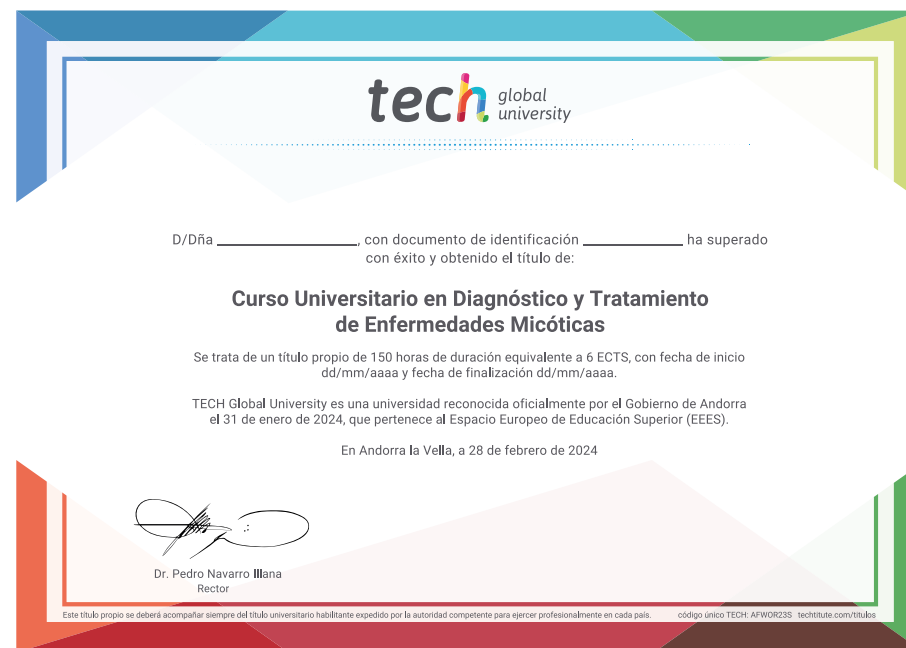 tech global university
D/Dña ____________________, con documento de identificación ______________ ha superado
con éxito y obtenido el título de:
Curso Universitario en Diagnóstico y Tratamiento
de Enfermedades Micóticas
Se trata de un título propio de 150 horas de duración equivalente a 6 ECTS, con fecha de inicio
dd/mm/aaaa y fecha de finalización dd/mm/aaaa.
TECH Global University es una universidad reconocida oficialmente por el Gobierno de Andorra
el 31 de enero de 2024, que pertenece al Espacio Europeo de Educación Superior (EEES).
En Andorra la Vella, a 28 de febrero de 2024
Dr. Pedro Navarro Illana
Rector
Este título propio se deberá acompañar siempre del título universitario habilitante expedido por la autoridad competente para ejercer profesionalmente en cada país. código único TECH: AFWOR23S techtitute.com/titulos